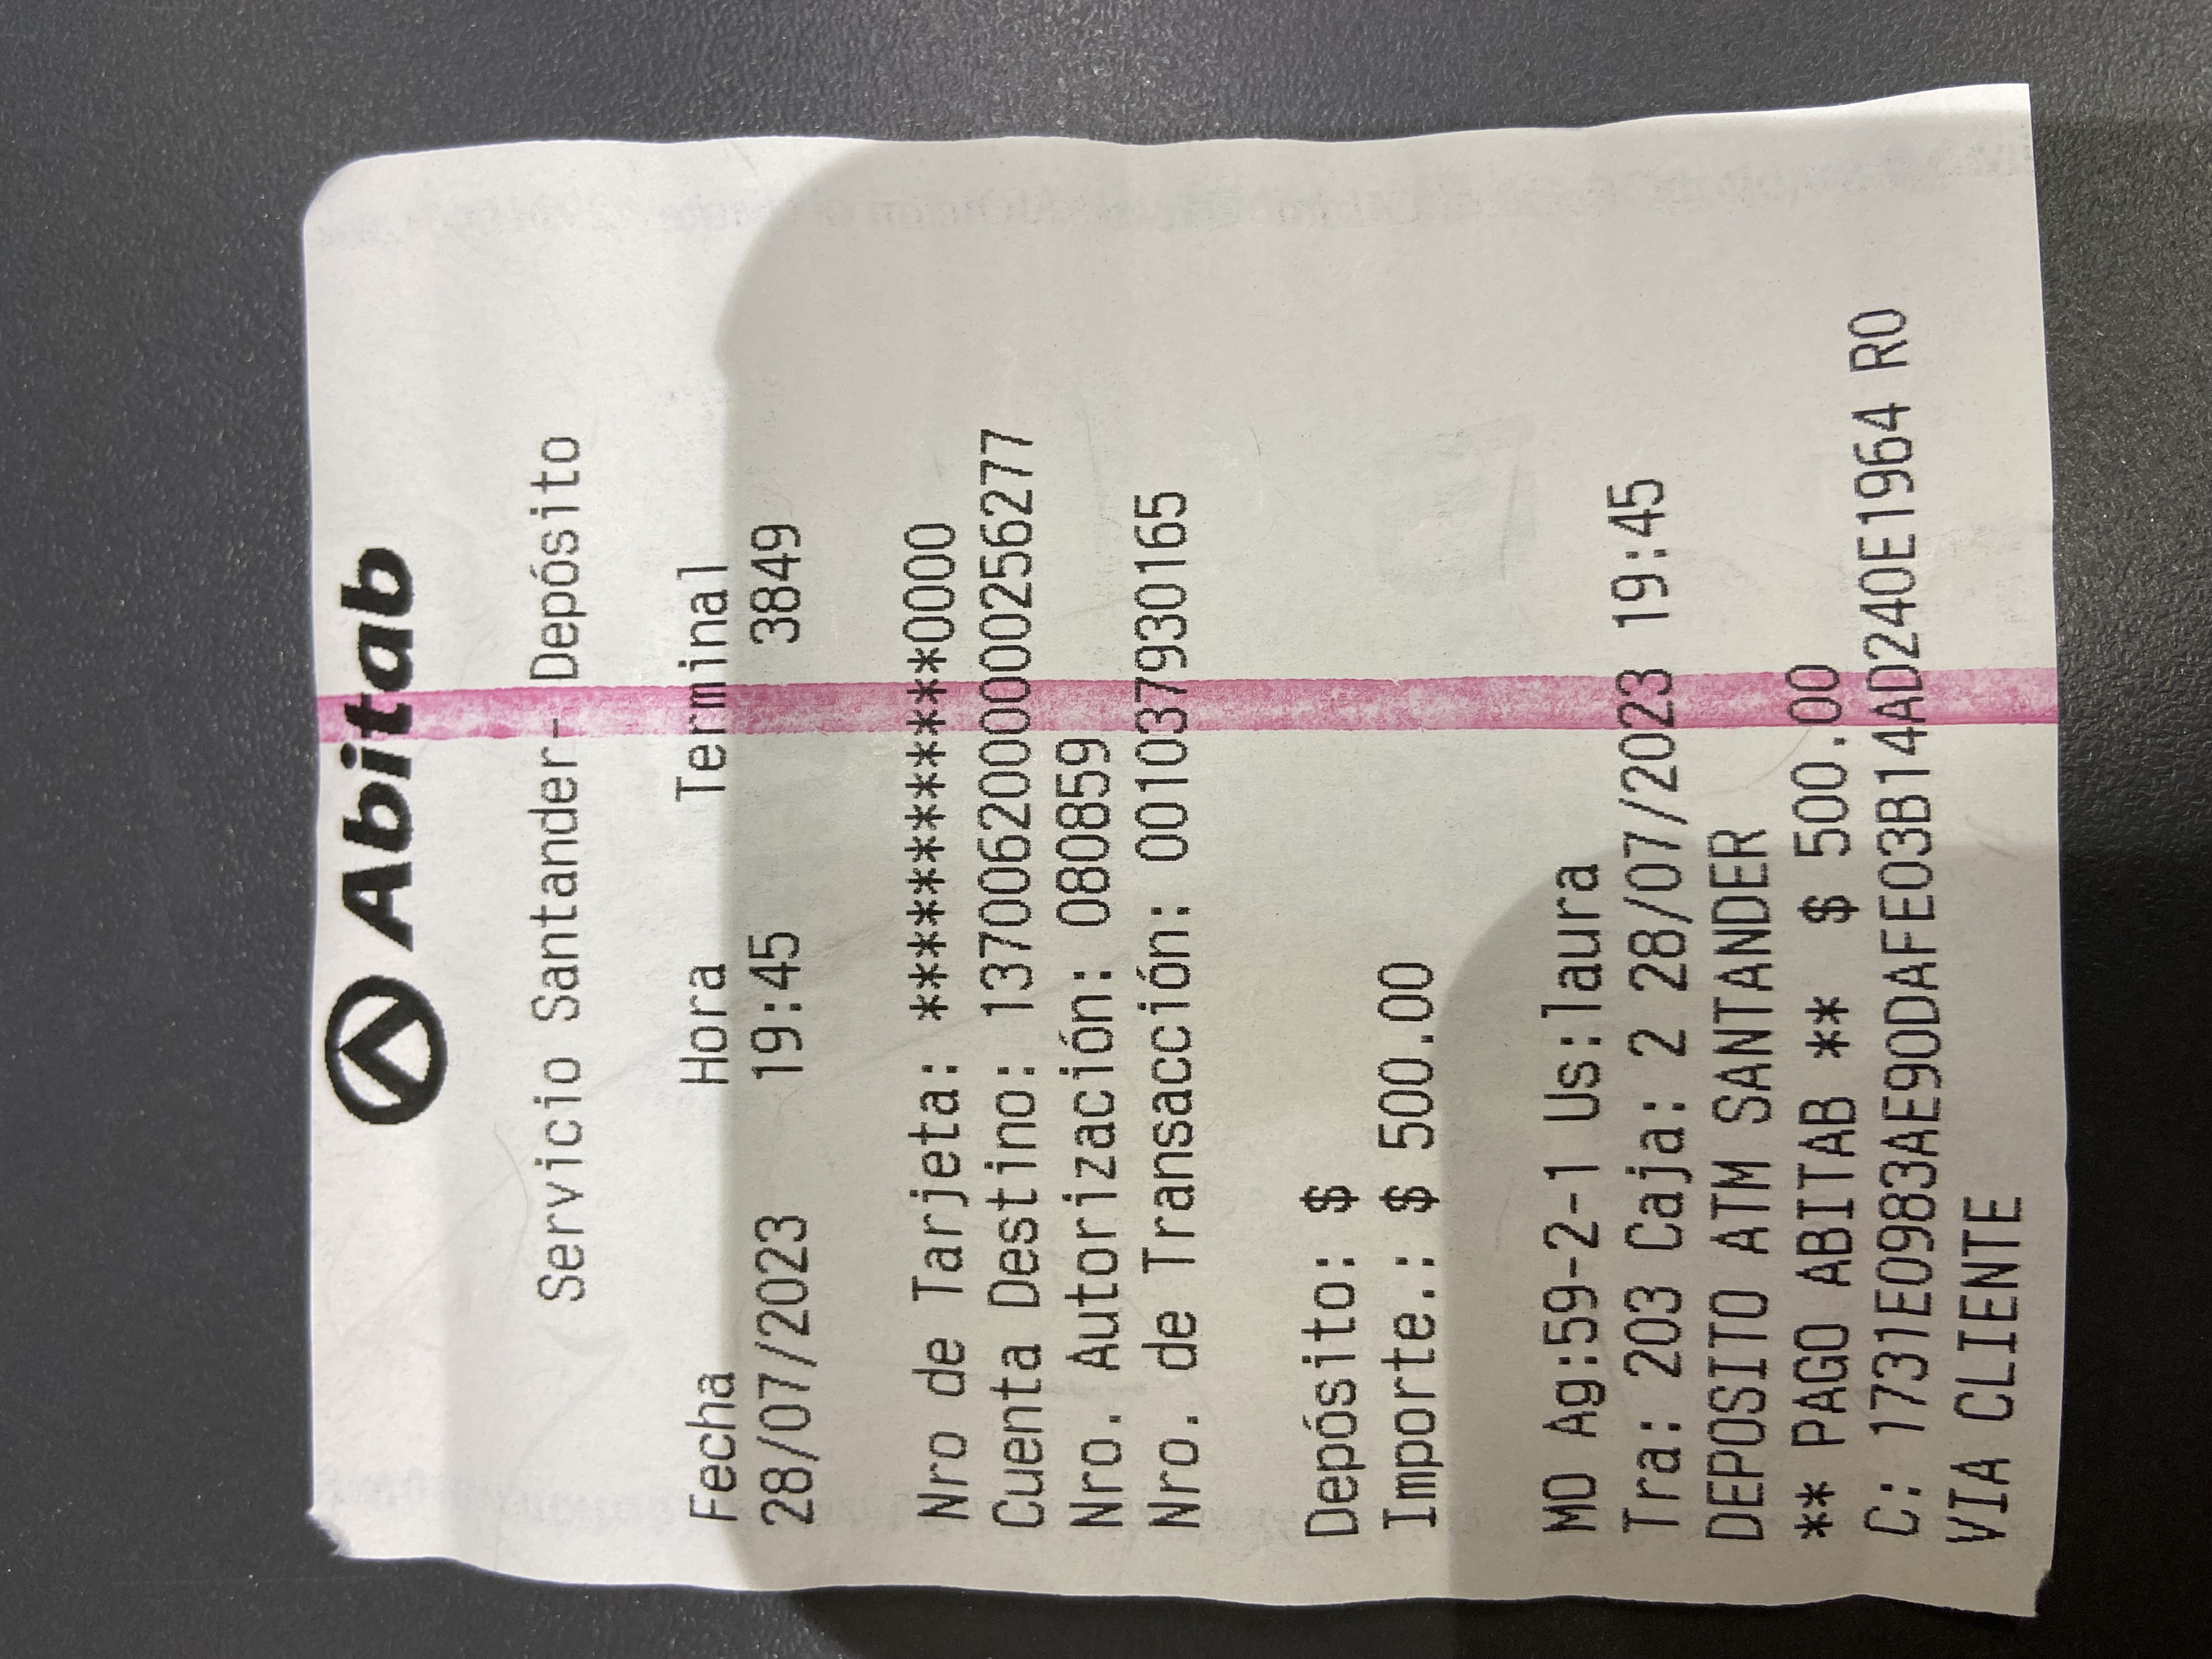 Abitab
Servicio Santander- Depósito
Fecha Hora Terminal
28/07/2023 19:45 3849
Nro de Tarjeta: ************0000
Cuenta Destino: 1370062000000256277
Nro. Autorización: 080859
Nro. de Transacción: 001037930165
Depósito: $
Importe.: $ 500.00
MO Ag:59-2-1 Us:laura
Tra: 203 Caja: 2 28/07/2023 19:45
DEPOSITO ATM SANTANDER
** PAGO ABITAB ** $ 500.00
C: 1731E0983AE90DAFE03B14AD240E1964 RO
VIA CLIENTE